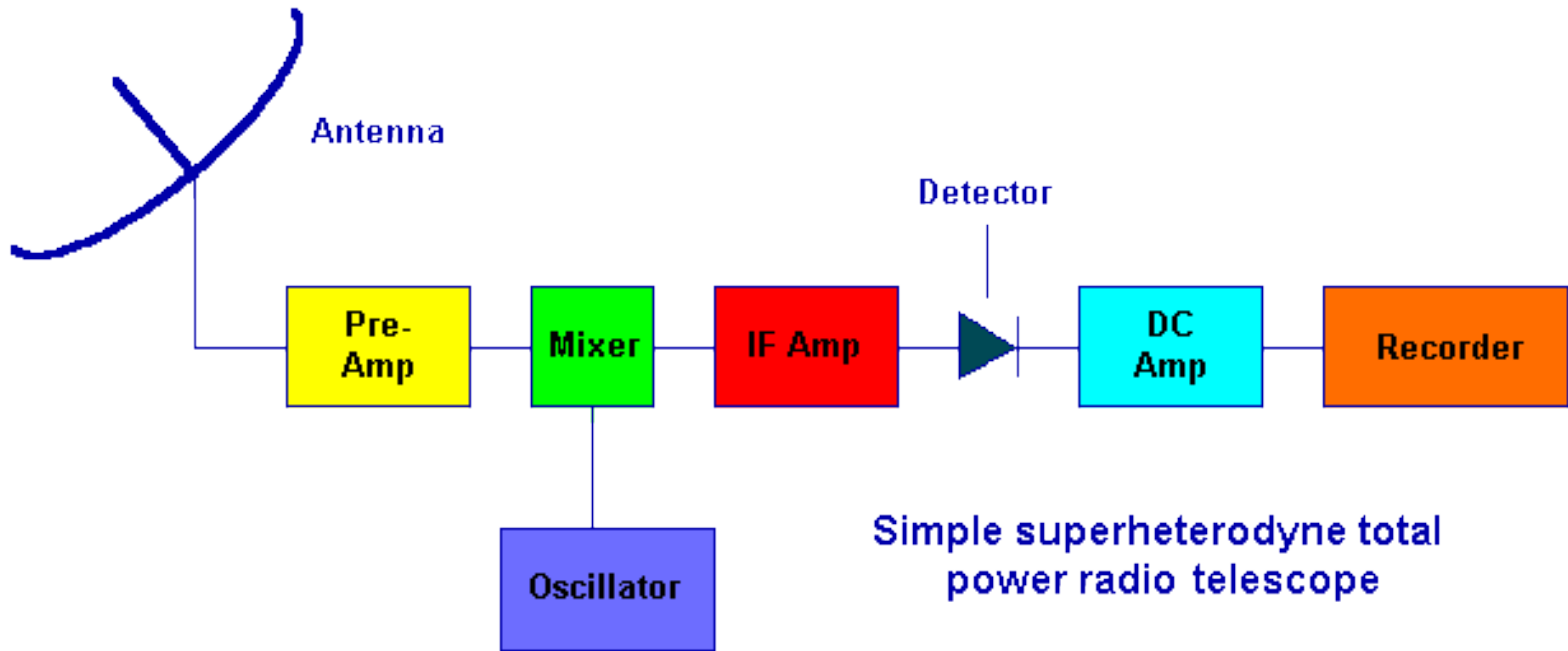 Antenna
Detector
Pre-
Amp
Mixer
IF Amp
DC
Amp
Recorder
Oscillator
Simple superheterodyne total
power radio telescope